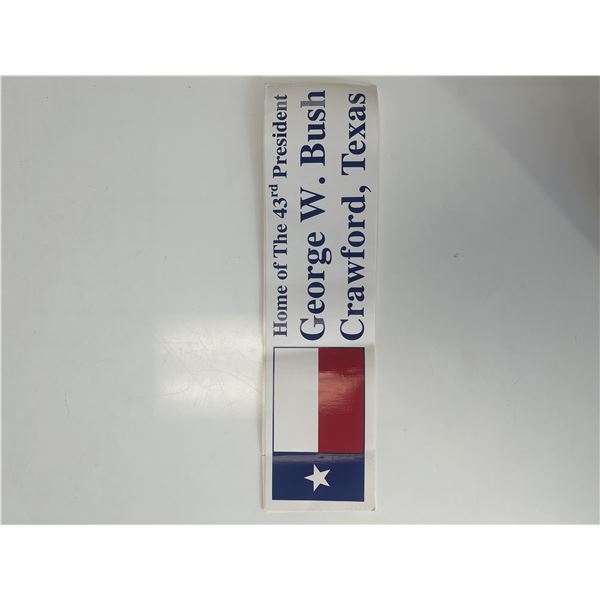 Home of The 43rd President
George W. Bush
Crawford, Texas